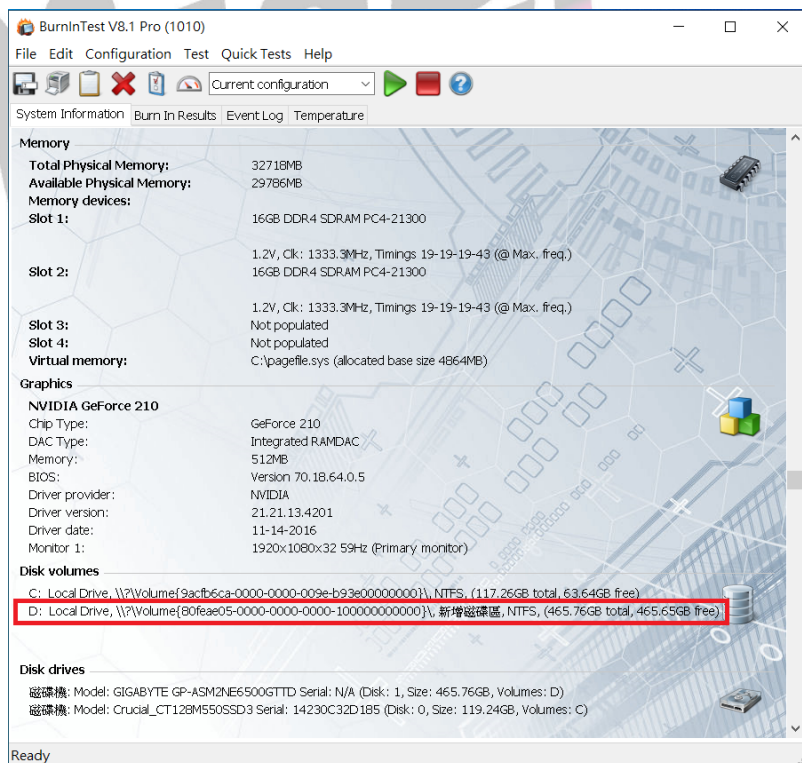 BurnInTest V8.1 Pro (1010)
File Edit Configuration Test Quick Tests Help
Current configuration
System Information Burn In Results Event Log Temperature
Memory
Total Physical Memory: 32718MB
Available Physical Memory: 29786MB
Memory devices:
Slot 1: 16GB DDR4 SDRAM PC4-21300
1.2V, Clk: 1333.3MHz, Timings 19-19-19-43 (@ Max. freq.)
Slot 2: 16GB DDR4 SDRAM PC4-21300
1.2V, Clk: 1333.3MHz, Timings 19-19-19-43 (@ Max. freq.)
Slot 3: Not populated
Slot 4: Not populated
Virtual memory: C:\pagefile.sys (allocated base size 4864MB)
Graphics
NVIDIA GeForce 210
Chip Type: GeForce 210
DAC Type: Integrated RAMDAC
Memory: 512MB
BIOS: Version 70.18.64.0.5
Driver provider: NVIDIA
Driver version: 21.21.13.4201
Driver date: 11-14-2016
Monitor 1: 1920x1080x32 59Hz (Primary monitor)
Disk volumes
C: Local Drive, \\?\Volume{9acfb6ca-0000-0000-009e-b93e00000000}\, NTFS, (117.26GB total, 63.64GB free)
D: Local Drive, \\?\Volume{80feae05-0000-0000-0000-100000000000}\, 新增磁碟區, NTFS, (465.76GB total, 465.65GB free)
Disk drives
磁碟機: Model: GIGABYTE GP-ASM2NE6500GTTD Serial: N/A (Disk: 1, Size: 465.76GB, Volumes: D)
磁碟機: Model: Crucial_CT128M550SSD3 Serial: 14230C32D185 (Disk: 0, Size: 119.24GB, Volumes: C)
Ready